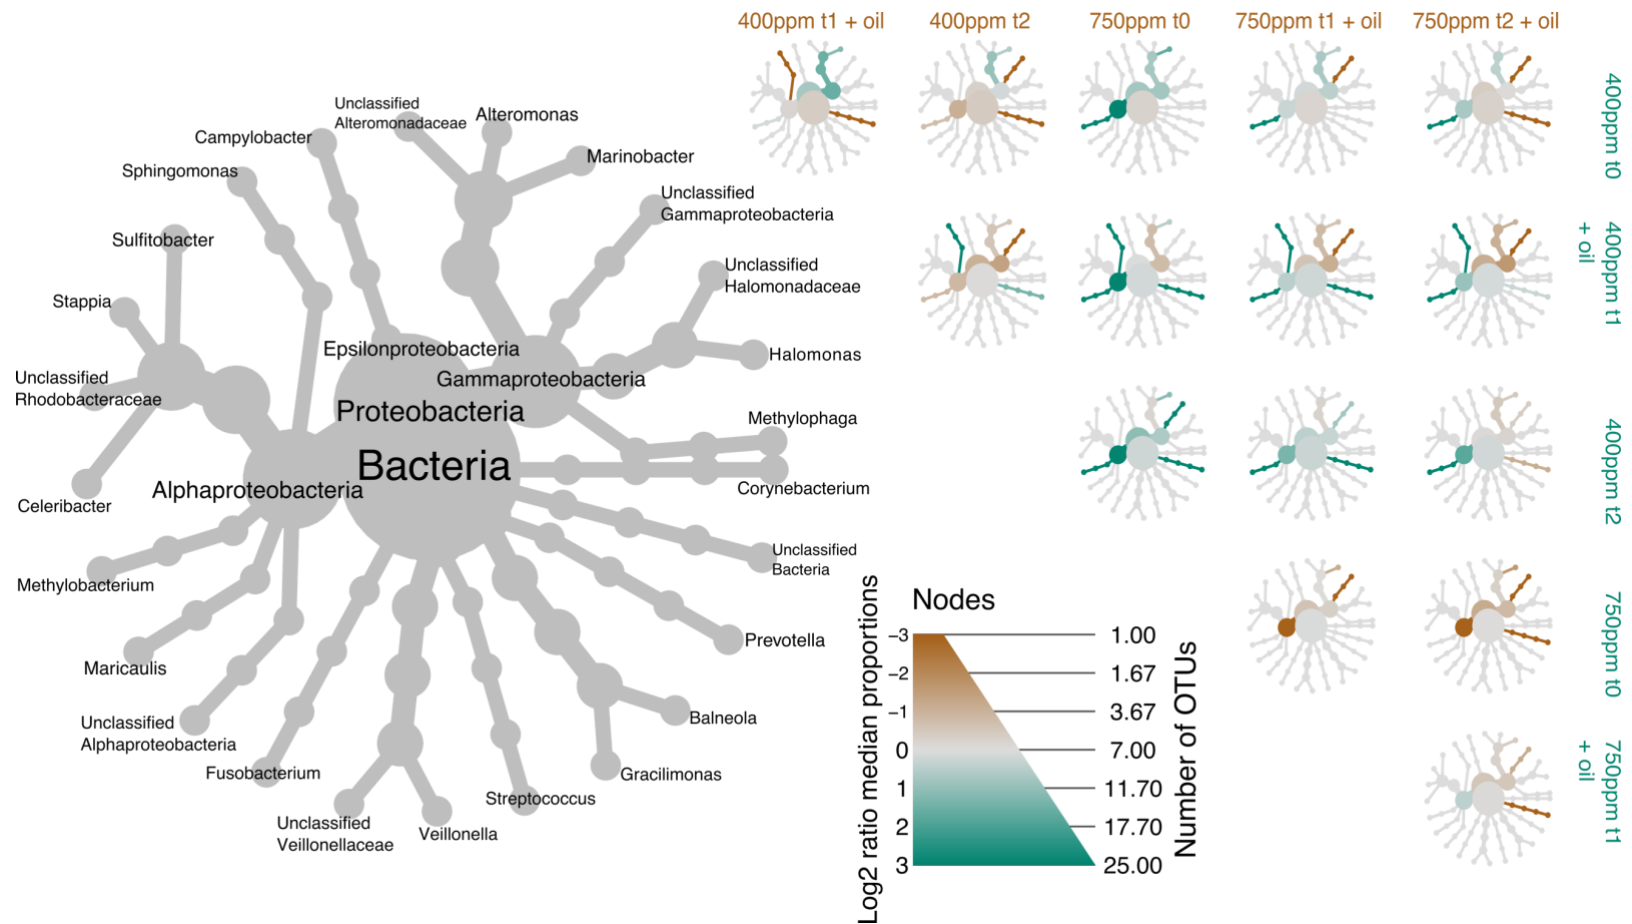 400ppm t1 + oil
400ppm t2
750ppm t0
750ppm t1 + oil
750ppm t2 + oil
400ppm t0
400ppm t1
+ oil
400ppm t2
750ppm t0
750ppm t1
+ oil
Unclassified
Alteromonadaceae
Alteromonas
Campylobacter
Marinobacter
Sphingomonas
Unclassified
Gammaproteobacteria
Sulfitobacter
Unclassified
Halomonadaceae
Stappia
Epsilonproteobacteria
Halomonas
Gammaproteobacteria
Unclassified
Rhodobacteraceae
Proteobacteria
Methylophaga
Bacteria
Alphaproteobacteria
Corynebacterium
Celeribacter
Unclassified
Bacteria
Methylobacterium
Prevotella
Maricaulis
Unclassified
Alphaproteobacteria
Balneola
Fusobacterium
Gracilimonas
Streptococcus
Unclassified
Veillonellaceae
Veillonella
Nodes
Log2 ratio median proportions
Number of OTUs
−3 1.00
−2 1.67
−1 3.67
0 7.00
1 11.70
2 17.70
3 25.00